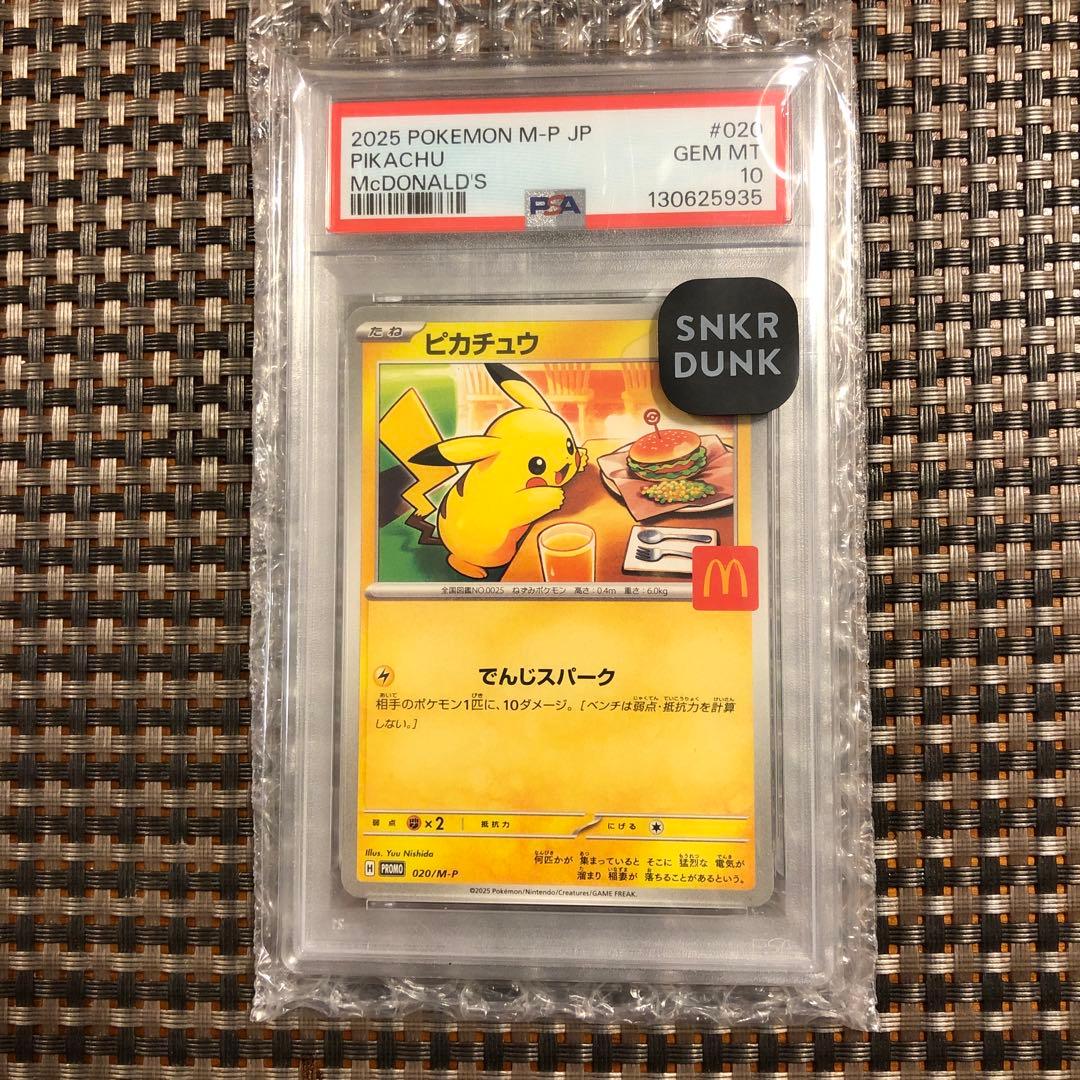 2025 POKEMON M-P JP #020
PIKACHU GEM MT
McDONALD'S 10
PSA 130625935
SNKR
DUNK
たね ピカチュウ
全国図鑑NO.0025 ねずみポケモン 高さ:0.4m 重さ:6.0kg
でんじスパーク
相手のポケモン1匹に、10ダメージ。[ベンチは弱点・抵抗力を計算
しない。]
弱点 ×2 抵抗力 にげる
Illus. Yuu Nishida
何匹かが 集まっていると そこに 猛烈な 電気が
溜まり 稲妻が 落ちることがあるという。
H PROMO 020/M-P
©2025 Pokémon/Nintendo/Creatures/GAME FREAK.